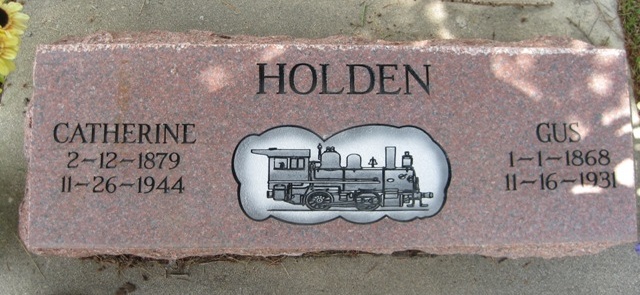 HOLDEN
CATHERINE
2-12-1879
11-26-1944
GUS
1-1-1868
11-16-1931